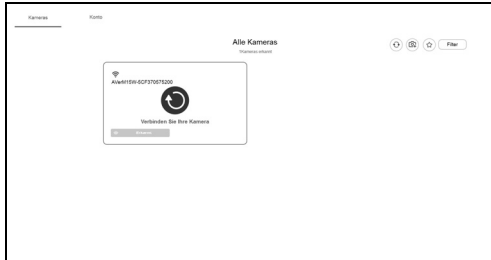 Kameras
Konto
Alle Kameras
Filter
AVerM15W-5CF370575200
Verbinden Sie Ihre Kamera